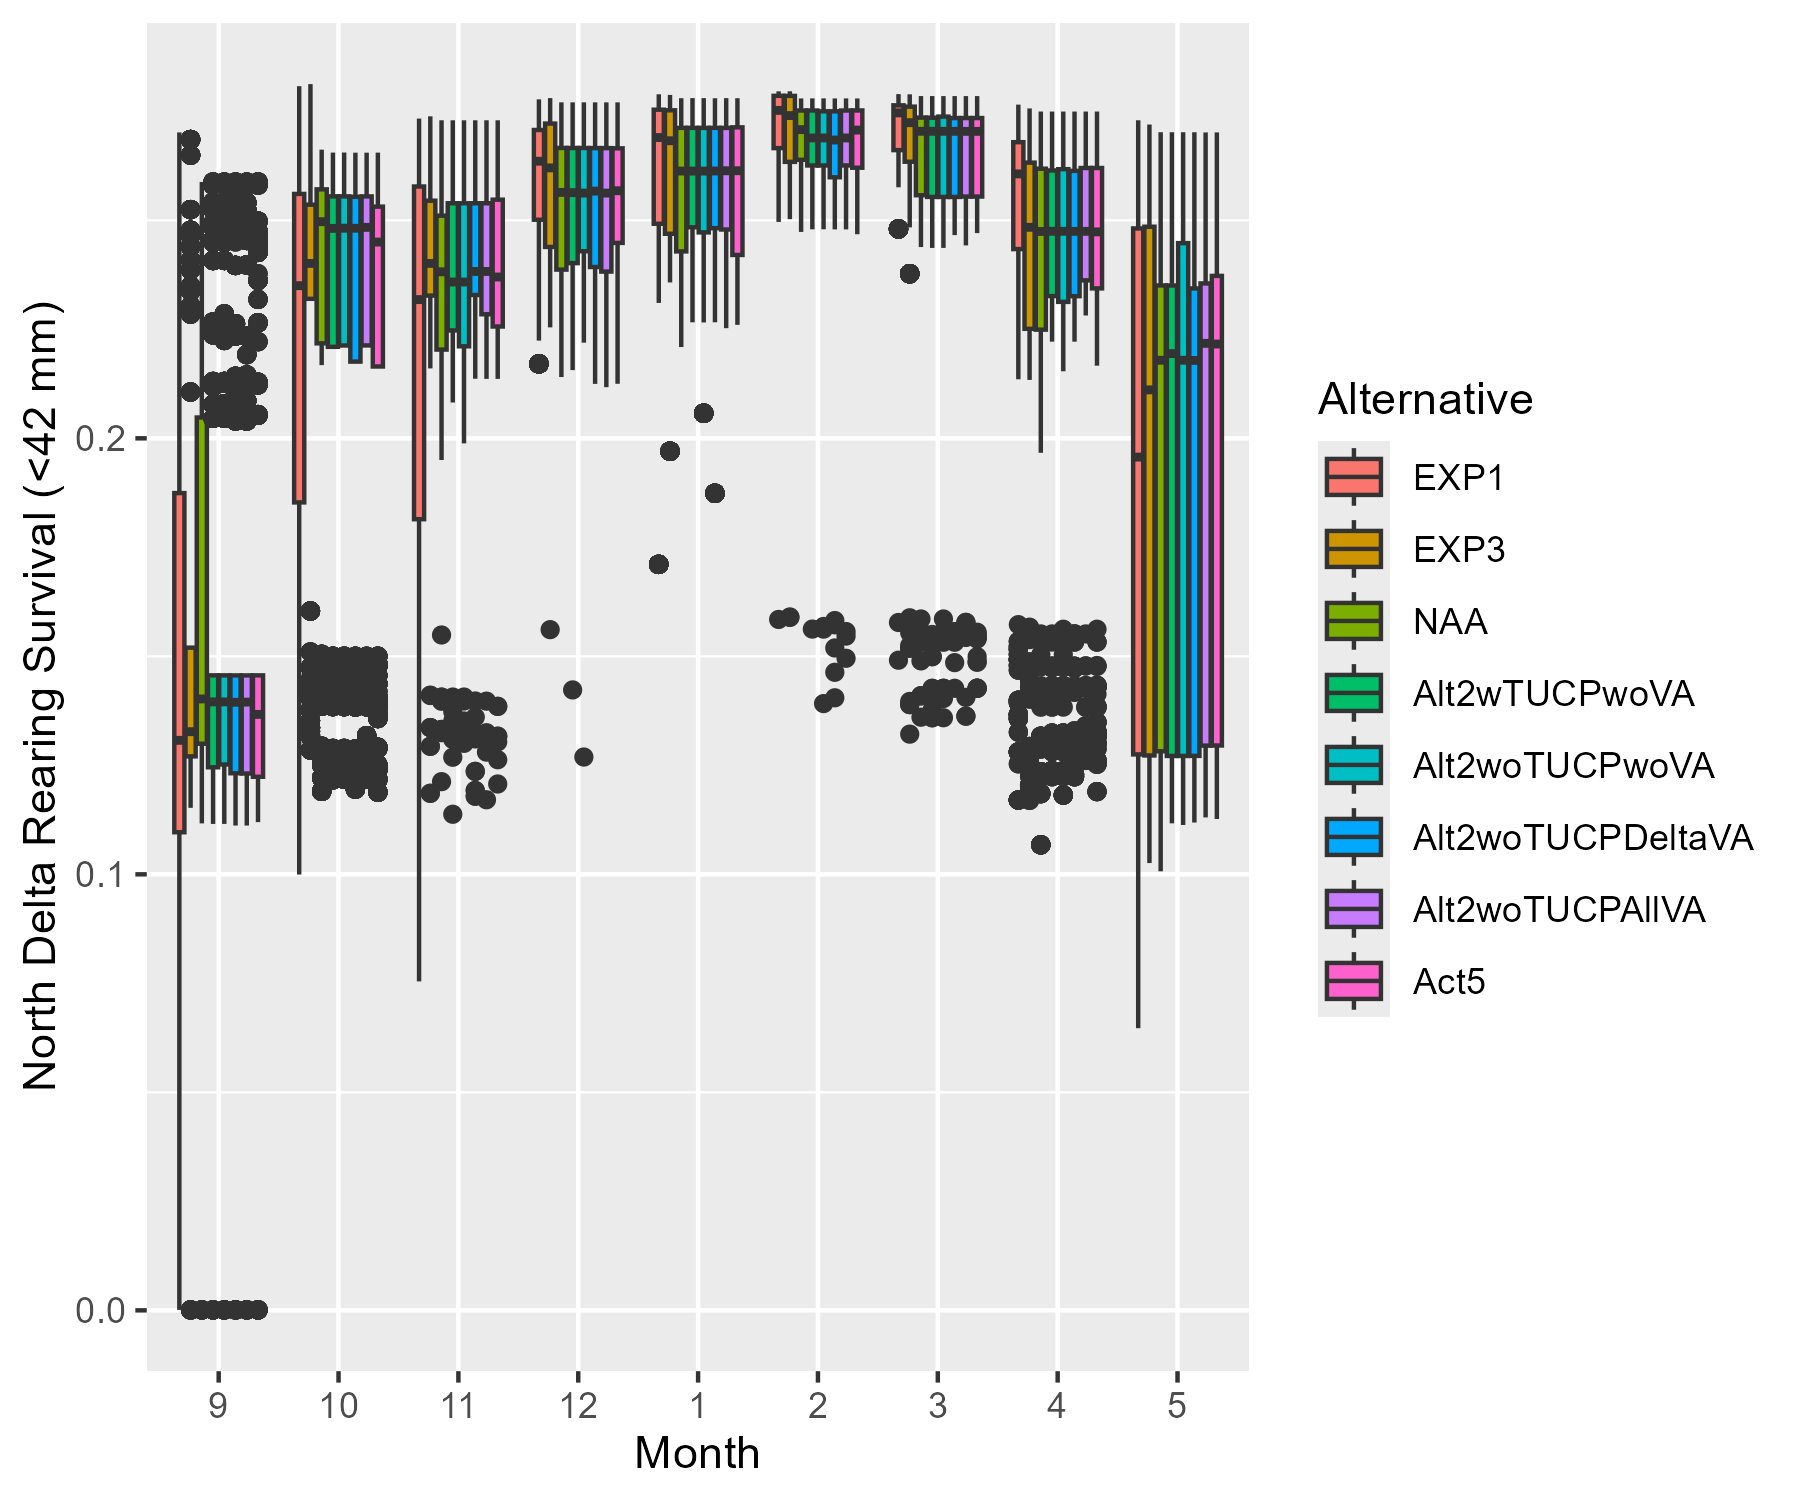 North Delta Rearing Survival (<42 mm)
0.2
0.1
0.0
9 10 11 12 1 2 3 4 5
Month
Alternative
EXP1
EXP3
NAA
Alt2wTUCPwoVA
Alt2woTUCPwoVA
Alt2woTUCPDeltaVA
Alt2woTUCPAllVA
Act5